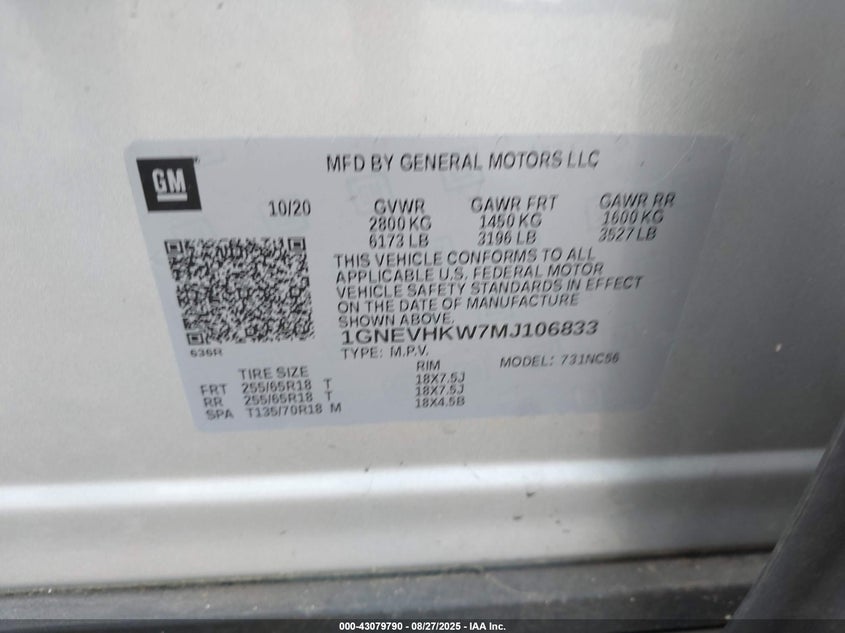 GM
MFD BY GENERAL MOTORS LLC
10/20 GVWR GAWR FRT GAWR RR
2800 KG 1450 KG 1600 KG
6173 LB 3196 LB 3527 LB
THIS VEHICLE CONFORMS TO ALL
APPLICABLE U.S. FEDERAL MOTOR
VEHICLE SAFETY STANDARDS IN EFFECT
ON THE DATE OF MANUFACTURE
SHOWN ABOVE.
1GNEVHKW7MJ106833
636R
TYPE: M.P.V. MODEL: 731NC56
TIRE SIZE RIM
FRT 255/65R18 T 18X7.5J
RR 255/65R18 T 18X7.5J
SPA T135/70R18 M 18X4.5B
000-43079790 - 08/27/2025 - IAA Inc.